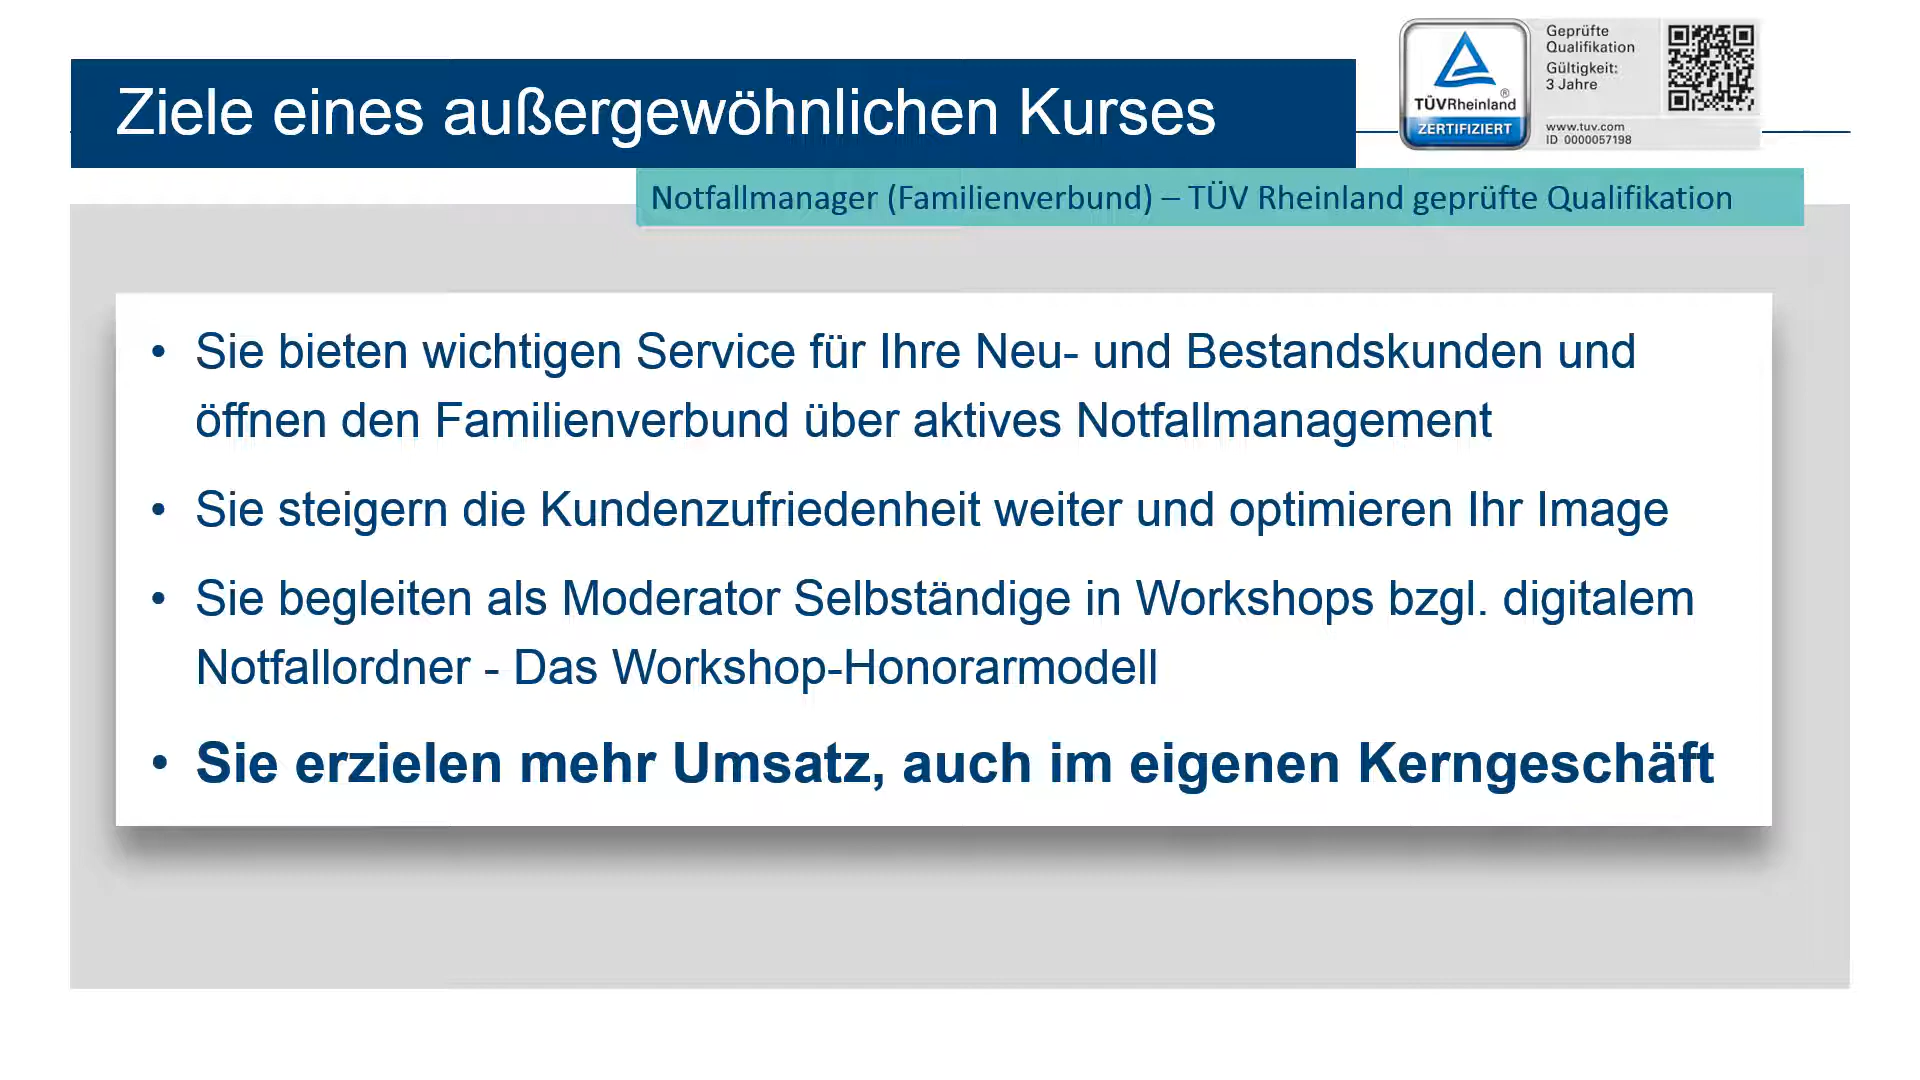 Ziele eines außergewöhnlichen Kurses
TÜVRheinland®
ZERTIFIZIERT
Geprüfte
Qualifikation
Gültigkeit:
3 Jahre
www.tuv.com
ID 0000057198
Notfallmanager (Familienverbund) – TÜV Rheinland geprüfte Qualifikation
• Sie bieten wichtigen Service für Ihre Neu- und Bestandskunden und
öffnen den Familienverbund über aktives Notfallmanagement
• Sie steigern die Kundenzufriedenheit weiter und optimieren Ihr Image
• Sie begleiten als Moderator Selbständige in Workshops bzgl. digitalem
Notfallordner - Das Workshop-Honorarmodell
• Sie erzielen mehr Umsatz, auch im eigenen Kerngeschäft